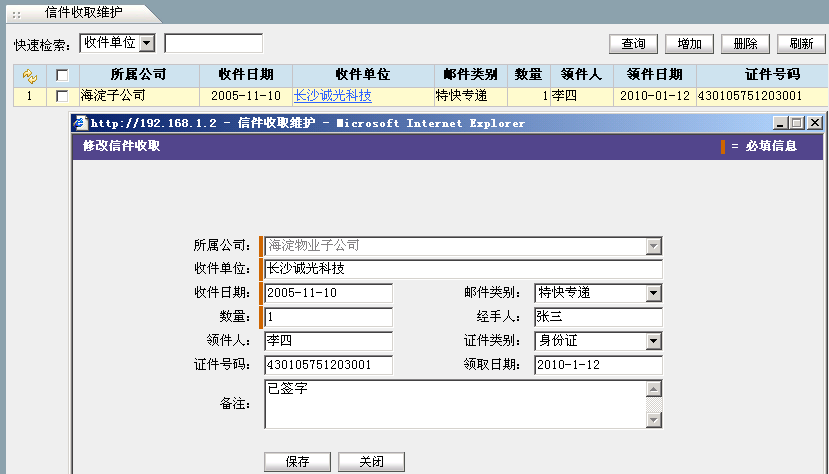 信件收取维护
快速检索： 收件单位 查询 增加 删除 刷新
所属公司 收件日期 收件单位 邮件类别 数量 领件人 领件日期 证件号码
1 海淀子公司 2005-11-10 长沙诚光科技 特快专递 1 李四 2010-01-12 430105751203001
http://192.168.1.2 - 信件收取维护 - Microsoft Internet Explorer
修改信件收取 = 必填信息
所属公司： 海淀物业子公司
收件单位： 长沙诚光科技
收件日期： 2005-11-10 邮件类别： 特快专递
数量： 1 经手人： 张三
领件人： 李四 证件类别： 身份证
证件号码： 430105751203001 领取日期： 2010-1-12
备注： 已签字
保存 关闭